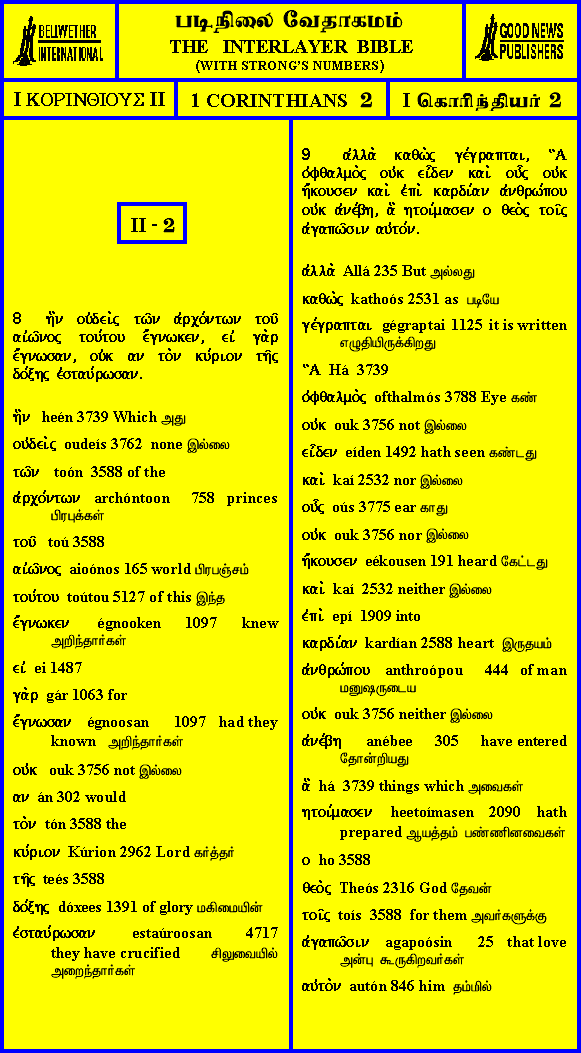 BELLWETHER
INTERNATIONAL
படிநிலை வேதாகமம்
THE INTERLAYER BIBLE
(WITH STRONG'S NUMBERS)
GOOD NEWS
PUBLISHERS
I ΚΟΡΙΝΘΙΟΥΣ II
1 CORINTHIANS 2
I கொரிந்தியர் 2
II - 2
8 ἣν οὐδεὶς τῶν ἀρχόντων τοῦ
αἰῶνος τούτου ἔγνωκεν, εἰ γὰρ
ἔγνωσαν, οὐκ αν τὸν κύριον τῆς
δόξης ἐσταύρωσαν.
ἣν heén 3739 Which அது
οὐδεὶς oudeís 3762 none இல்லை
τῶν toón 3588 of the
ἀρχόντων archóntoon 758 princes
பிரபுக்கள்
τοῦ toú 3588
αἰῶνος aioónos 165 world பிரபஞ்சம்
τούτου toútou 5127 of this இந்த
ἔγνωκεν égnooken 1097 knew
அறிந்தார்கள்
εἰ ei 1487
γὰρ gár 1063 for
ἔγνωσαν égnoosan 1097 had they
known அறிந்தார்கள்
οὐκ ouk 3756 not இல்லை
αν án 302 would
τὸν tón 3588 the
κύριον Kúrion 2962 Lord கர்த்தர்
τῆς teés 3588
δόξης dóxees 1391 of glory மகிமையின்
ἐσταύρωσαν estaúroosan 4717
they have crucified சிலுவையில்
அறைந்தார்கள்
9 ἀλλὰ καθὼς γέγραπται, Ἃ
ὀφθαλμὸς οὐκ εἶδεν καὶ οὖς οὐκ
ἤκουσεν καὶ ἐπὶ καρδίαν ἀνθρώπου
οὐκ ἀνέβη, ἃ ητοίμασεν ο θεὸς τοῖς
ἀγαπῶσιν αὐτόν.
ἀλλὰ Allá 235 But அல்லது
καθὼς kathoós 2531 as படியே
γέγραπται gégraptai 1125 it is written
எழுதியிருக்கிறது
Ἃ Há 3739
ὀφθαλμὸς ofthalmós 3788 Eye கண்
οὐκ ouk 3756 not இல்லை
εἶδεν eíden 1492 hath seen கண்டது
καὶ kaí 2532 nor இல்லை
οὖς oús 3775 ear காது
οὐκ ouk 3756 nor இல்லை
ἤκουσεν eékousen 191 heard கேட்டது
καὶ kaí 2532 neither இல்லை
ἐπὶ epí 1909 into
καρδίαν kardían 2588 heart இருதயம்
ἀνθρώπου anthroópou 444 of man
மனுஷருடைய
οὐκ ouk 3756 neither இல்லை
ἀνέβη anébee 305 have entered
தோன்றியது
ἃ há 3739 things which அவைகள்
ητοίμασεν heetoímasen 2090 hath
prepared ஆயத்தம் பண்ணினவைகள்
ο ho 3588
θεὸς Theós 2316 God தேவன்
τοῖς toís 3588 for them அவர்களுக்கு
ἀγαπῶσιν agapoósin 25 that love
அன்பு கூருகிறவர்கள்
αὐτὸν autón 846 him தம்மில்